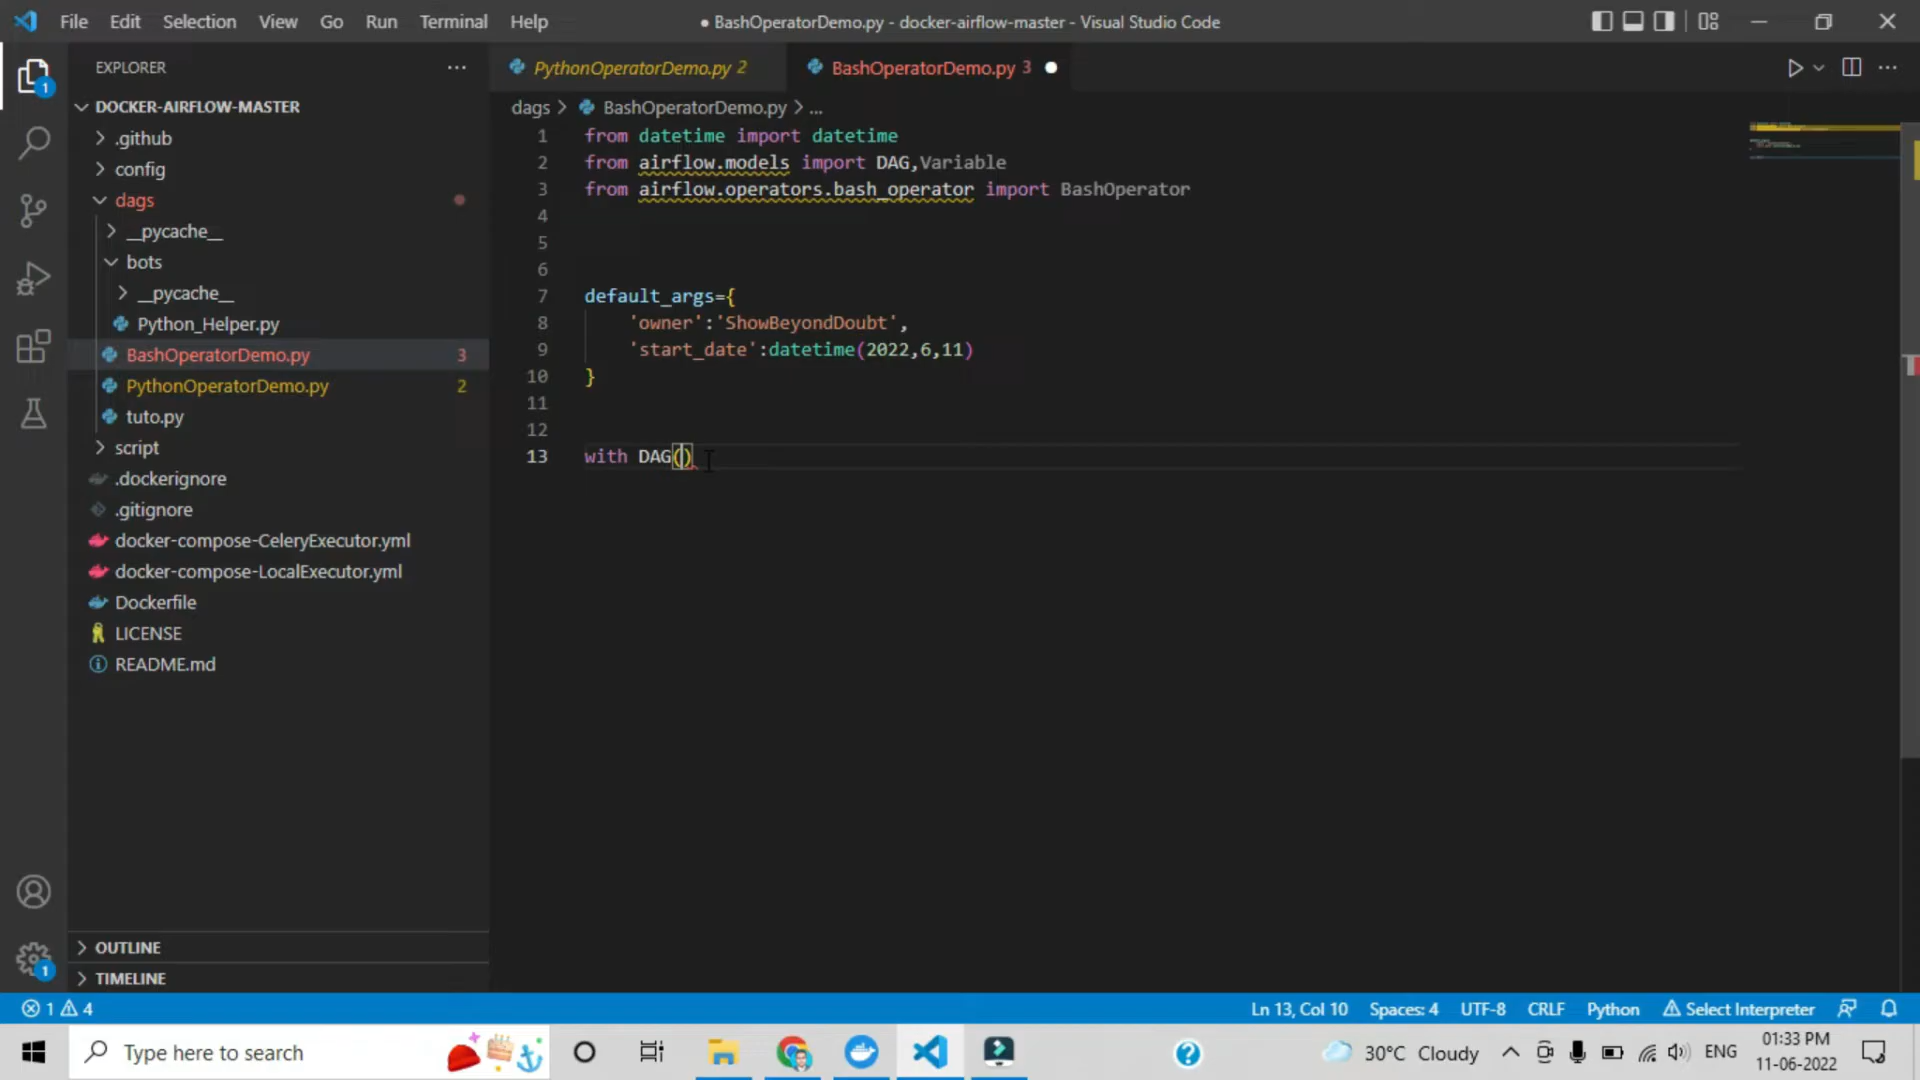 File Edit Selection View Go Run Terminal Help
● BashOperatorDemo.py - docker-airflow-master - Visual Studio Code
EXPLORER
PythonOperatorDemo.py 2
BashOperatorDemo.py 3
DOCKER-AIRFLOW-MASTER
.github
config
dags
__pycache__
bots
__pycache__
Python_Helper.py
BashOperatorDemo.py 3
PythonOperatorDemo.py 2
tuto.py
script
.dockerignore
.gitignore
docker-compose-CeleryExecutor.yml
docker-compose-LocalExecutor.yml
Dockerfile
LICENSE
README.md
OUTLINE
TIMELINE
1
1
dags > BashOperatorDemo.py > ...
1 from datetime import datetime
2 from airflow.models import DAG,Variable
3 from airflow.operators.bash_operator import BashOperator
4
5
6
7 default_args={
8 'owner':'ShowBeyondDoubt',
9 'start_date':datetime(2022,6,11)
10 }
11
12
13 with DAG()
1 4
Ln 13, Col 10 Spaces: 4 UTF-8 CRLF Python Select Interpreter
Type here to search
30°C Cloudy
ENG
01:33 PM
11-06-2022